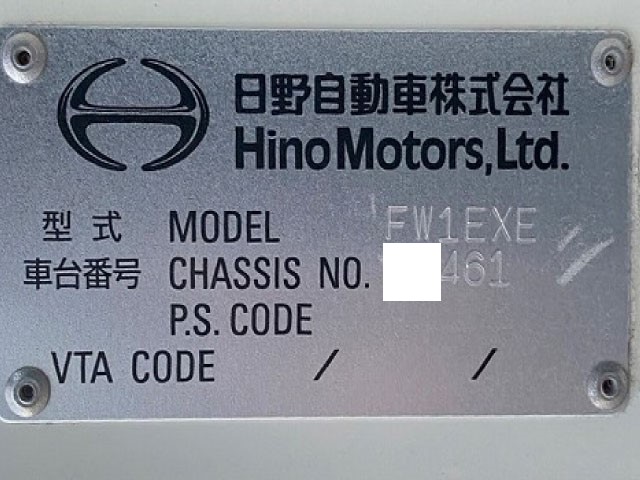 日野自動車株式会社
Hino Motors, Ltd.
型式 MODEL FW1EXE
車台番号 CHASSIS NO. 461
P.S. CODE
VTA CODE / /